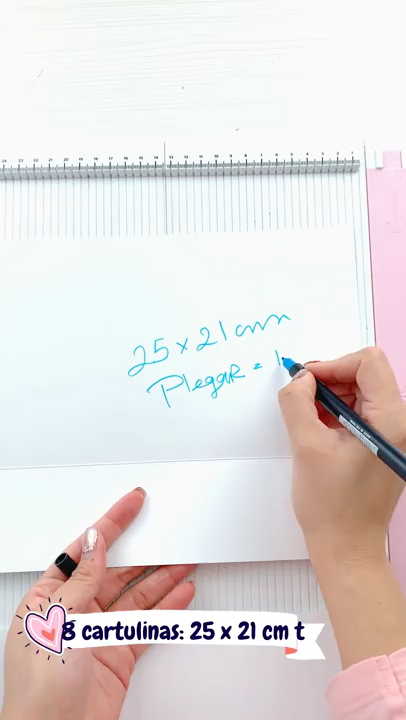 25 x 21 cm
Plegar = 1
8 cartulinas: 25 x 21 cm t